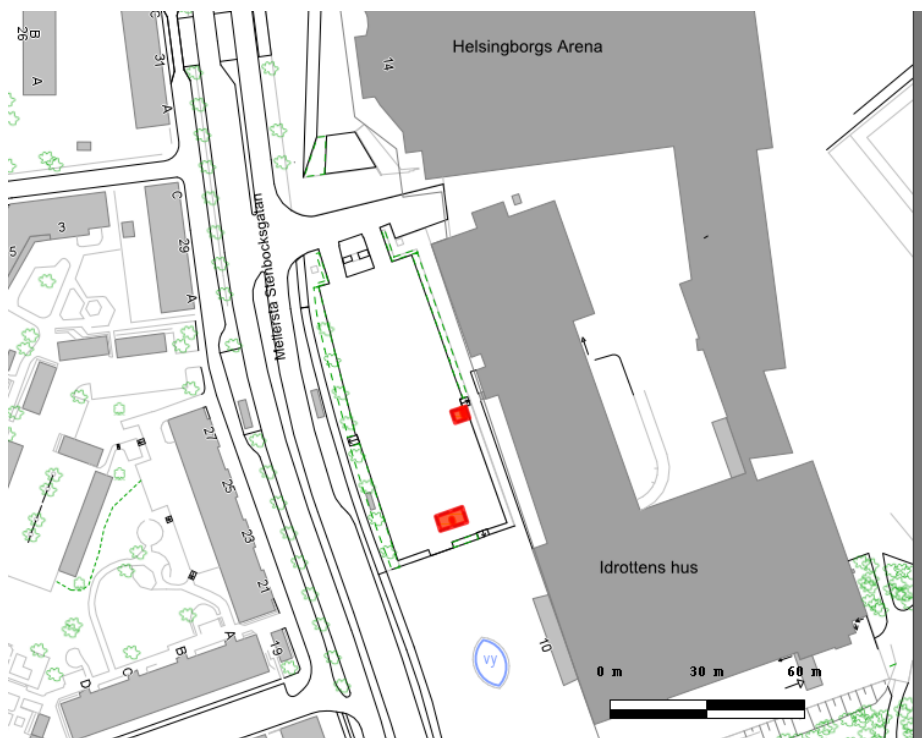 C
B
26
A
31
A
14
Helsingborgs Arena
C
3
5
29
A
Mellersta Stenbocksgatan
27
25
23
21
Idrottens hus
A
19
B
C
D
10
vy
0 m
30 m
60 m